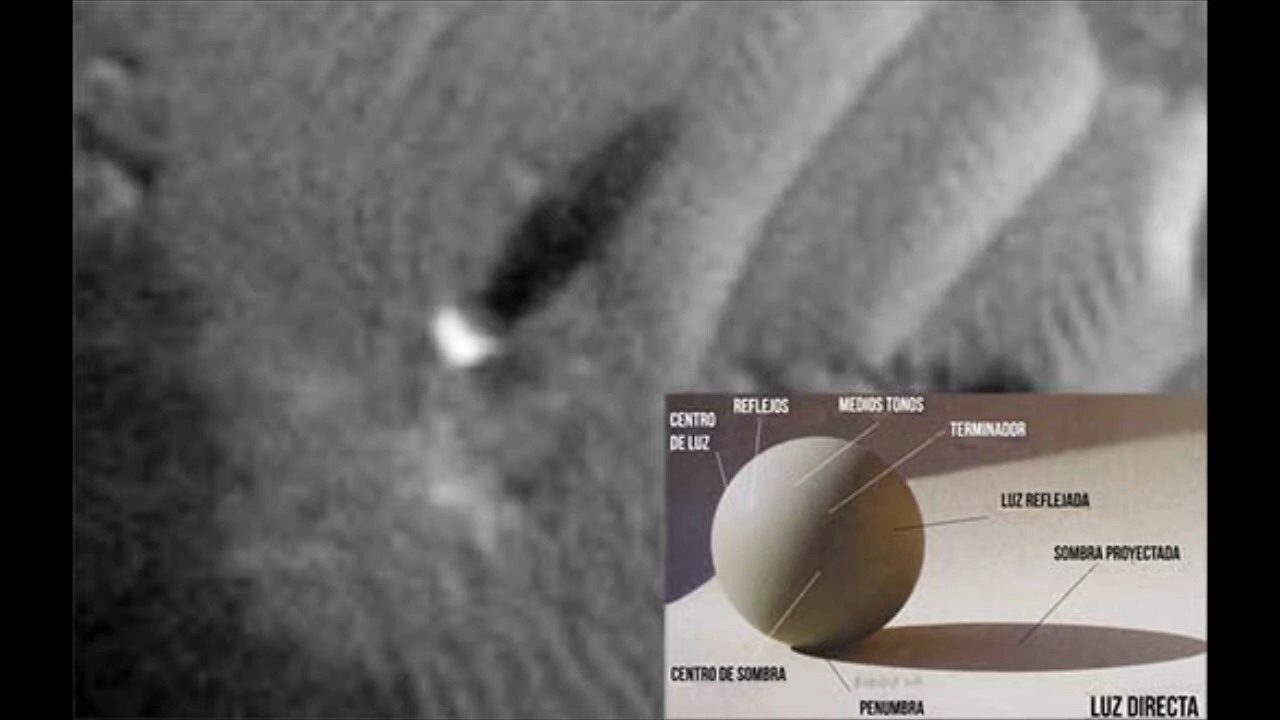 REFLEJOS
MEDIOS TONOS
CENTRO
DE LUZ
TERMINADOR
LUZ REFLEJADA
SOMBRA PROYECTADA
CENTRO DE SOMBRA
PENUMBRA
LUZ DIRECTA